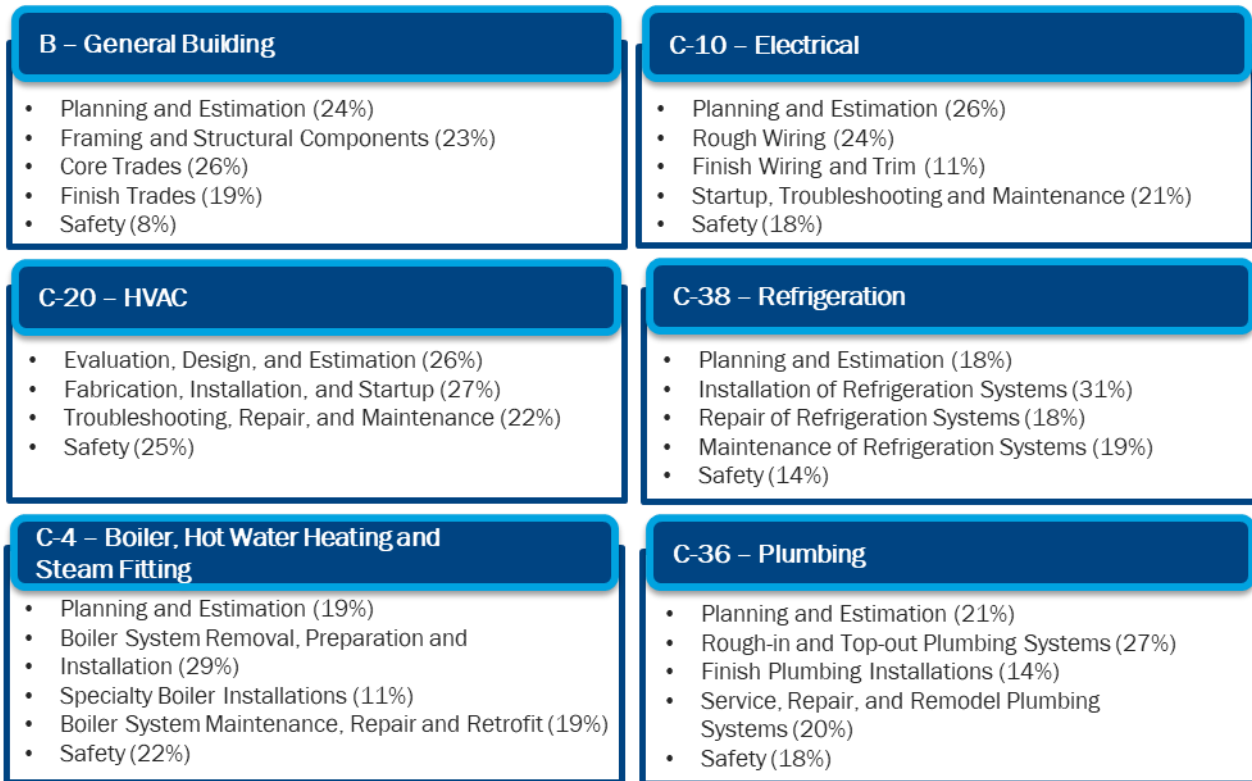 B – General Building
• Planning and Estimation (24%)
• Framing and Structural Components (23%)
• Core Trades (26%)
• Finish Trades (19%)
• Safety (8%)
C-10 – Electrical
• Planning and Estimation (26%)
• Rough Wiring (24%)
• Finish Wiring and Trim (11%)
• Startup, Troubleshooting and Maintenance (21%)
• Safety (18%)
C-20 – HVAC
• Evaluation, Design, and Estimation (26%)
• Fabrication, Installation, and Startup (27%)
• Troubleshooting, Repair, and Maintenance (22%)
• Safety (25%)
C-38 – Refrigeration
• Planning and Estimation (18%)
• Installation of Refrigeration Systems (31%)
• Repair of Refrigeration Systems (18%)
• Maintenance of Refrigeration Systems (19%)
• Safety (14%)
C-4 – Boiler, Hot Water Heating and
Steam Fitting
• Planning and Estimation (19%)
• Boiler System Removal, Preparation and
• Installation (29%)
• Specialty Boiler Installations (11%)
• Boiler System Maintenance, Repair and Retrofit (19%)
• Safety (22%)
C-36 – Plumbing
• Planning and Estimation (21%)
• Rough-in and Top-out Plumbing Systems (27%)
• Finish Plumbing Installations (14%)
• Service, Repair, and Remodel Plumbing
Systems (20%)
• Safety (18%)